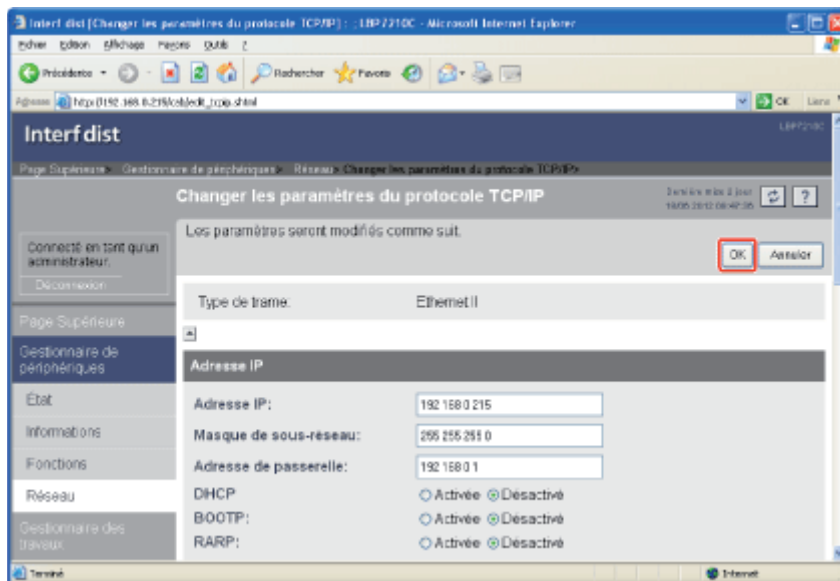 Interf dist [Changer les paramètres du protocole TCP/IP] : : LBP7210C - Microsoft Internet Explorer
Fichier Edition Affichage Favoris Outils ?
Précédente Rechercher Favoris
Adresse http://192.168.0.215/cab/edit_tcpip.shtml OK Liens
Interf dist
LBP7210C
Page Supérieure> Gestionnaire de périphériques> Réseau> Changer les paramètres du protocole TCP/IP>
Changer les paramètres du protocole TCP/IP
Dernière mise à jour
?
Les paramètres seront modifiés comme suit.
Connecté en tant qu'un
administrateur.
Déconnexion
OK Annuler
Type de trame: Ethernet II
Page Supérieure
Gestionnaire de
périphériques
Adresse IP
État
Adresse IP: 192.168.0.215
Informations
Masque de sous-réseau: 255.255.255.0
Fonctions
Adresse de passerelle: 192.168.0.1
Réseau
DHCP Activée Désactivé
BOOTP: Activée Désactivé
Gestionnaire des
travaux
RARP: Activée Désactivé
Terminé Internet